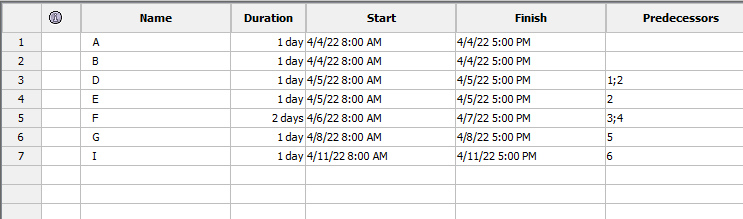 Name Duration Start Finish Predecessors
1 A 1 day 4/4/22 8:00 AM 4/4/22 5:00 PM
2 B 1 day 4/4/22 8:00 AM 4/4/22 5:00 PM
3 D 1 day 4/5/22 8:00 AM 4/5/22 5:00 PM 1;2
4 E 1 day 4/5/22 8:00 AM 4/5/22 5:00 PM 2
5 F 2 days 4/6/22 8:00 AM 4/7/22 5:00 PM 3;4
6 G 1 day 4/8/22 8:00 AM 4/8/22 5:00 PM 5
7 I 1 day 4/11/22 8:00 AM 4/11/22 5:00 PM 6